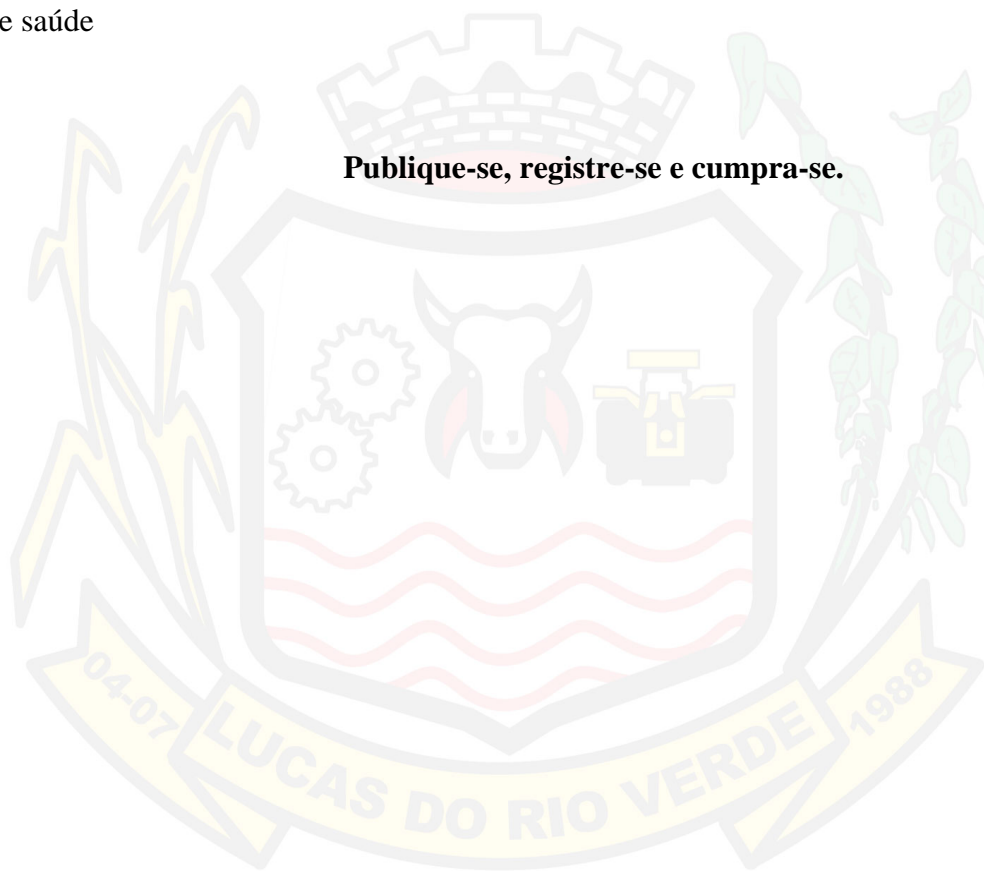 e saúde
Publique-se, registre-se e cumpra-se.
04-07 LUCAS DO RIO VERDE 1988